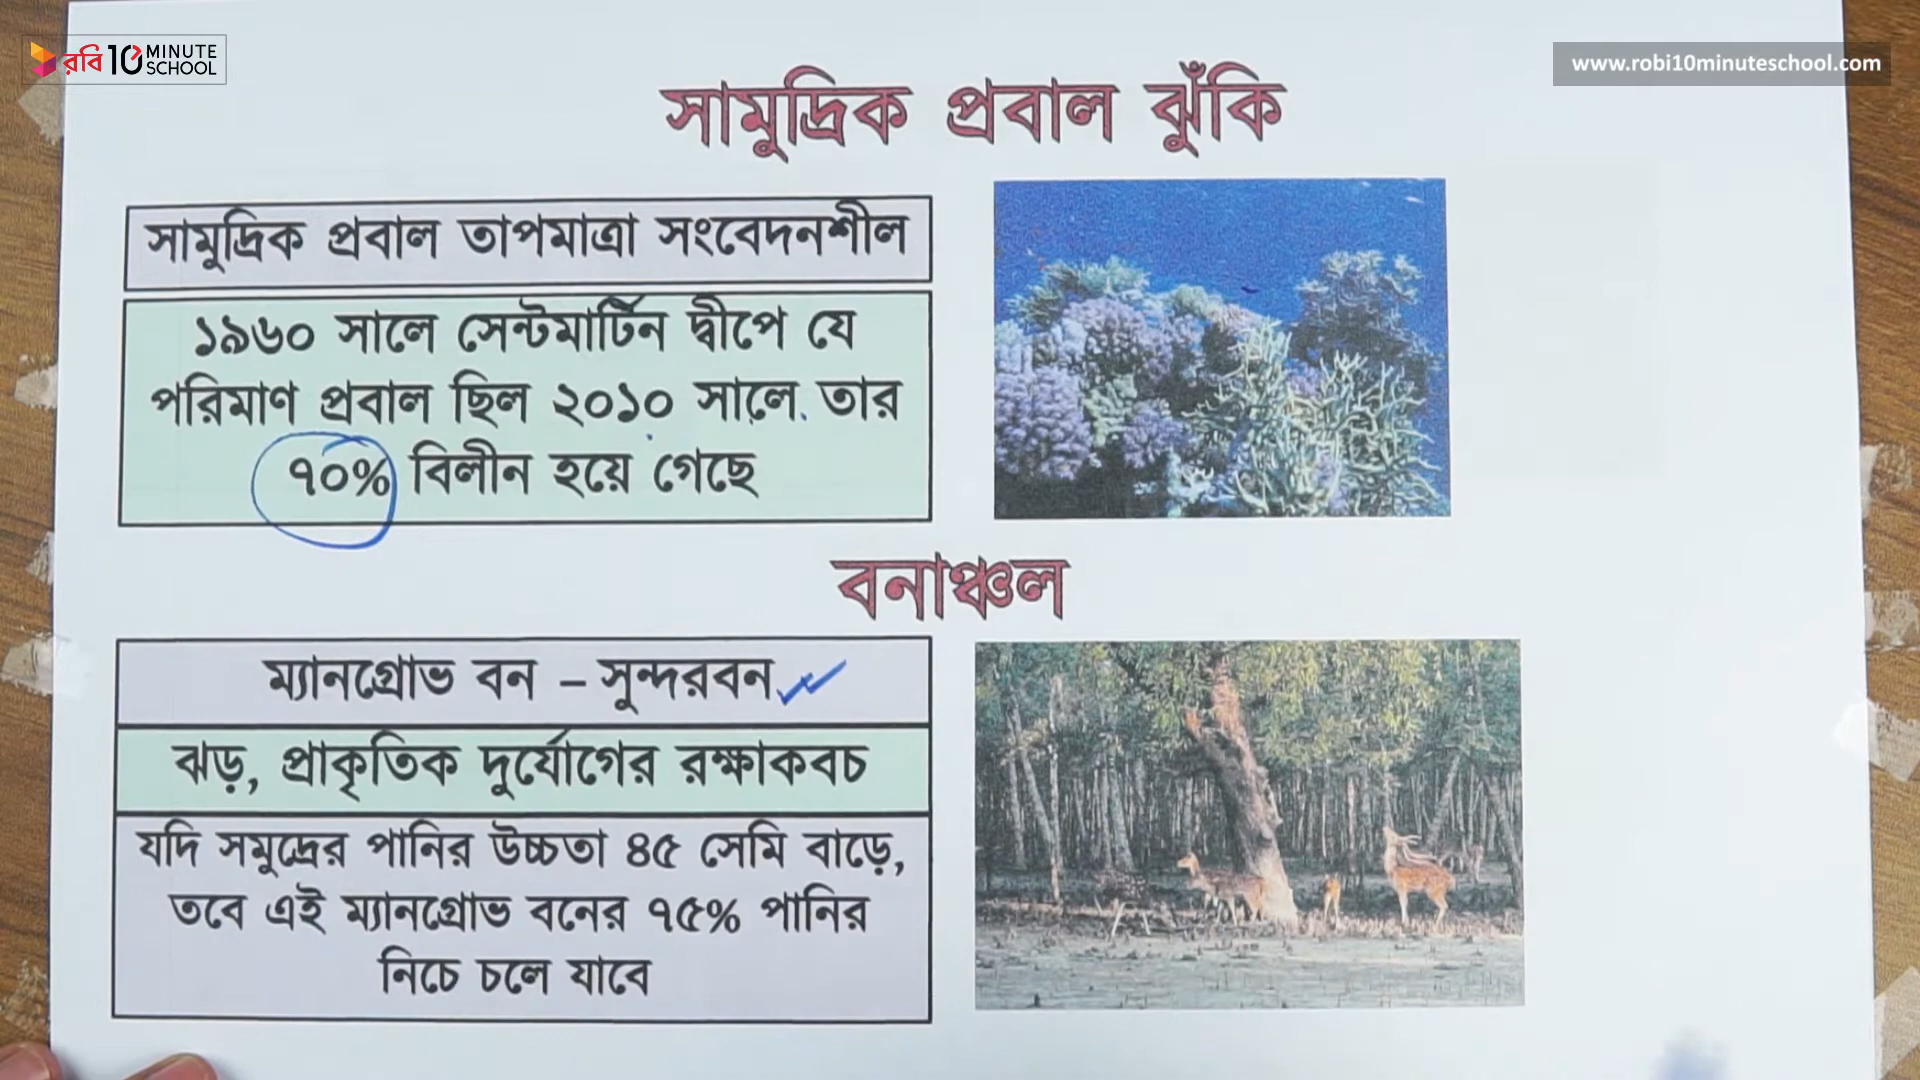 রবি 10 MINUTE SCHOOL
www.robi10minuteschool.com
সামুদ্রিক প্রবাল ঝুঁকি
সামুদ্রিক প্রবাল তাপমাত্রা সংবেদনশীল
১৯৬০ সালে সেন্টমার্টিন দ্বীপে যে
পরিমাণ প্রবাল ছিল ২০১০ সালে তার
৭০% বিলীন হয়ে গেছে
বনাঞ্চল
ম্যানগ্রোভ বন – সুন্দরবন
ঝড়, প্রাকৃতিক দুর্যোগের রক্ষাকবচ
যদি সমুদ্রের পানির উচ্চতা ৪৫ সেমি বাড়ে,
তবে এই ম্যানগ্রোভ বনের ৭৫% পানির
নিচে চলে যাবে